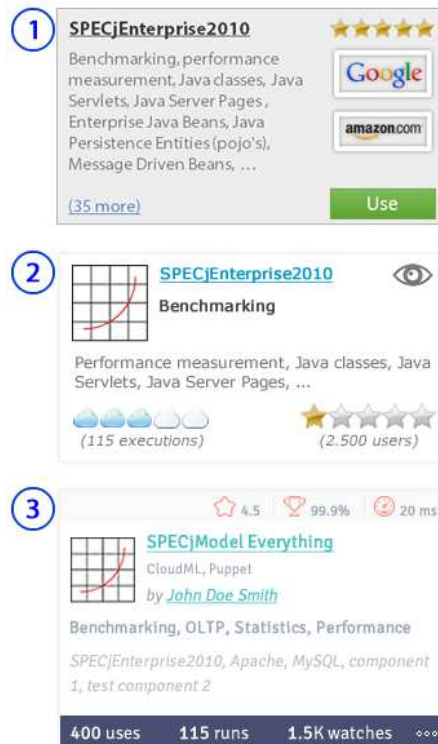 1
SPECjEnterprise2010
Benchmarking, performance
measurement, Java classes, Java
Servlets, Java Server Pages ,
Enterprise Java Beans, Java
Persistence Entities (pojo's),
Message Driven Beans, ...
(35 more)
Google
amazon.com
Use
2
SPECjEnterprise2010
Benchmarking
Performance measurement, Java classes, Java
Servlets, Java Server Pages, ...
(115 executions) (2.500 users)
3
4.5 99.9% 20 ms
SPECjModel Everything
CloudML, Puppet
by John Doe Smith
Benchmarking, OLTP, Statistics, Performance
SPECjEnterprise2010, Apache, MySQL, component
1, test component 2
400 uses 115 runs 1.5K watches